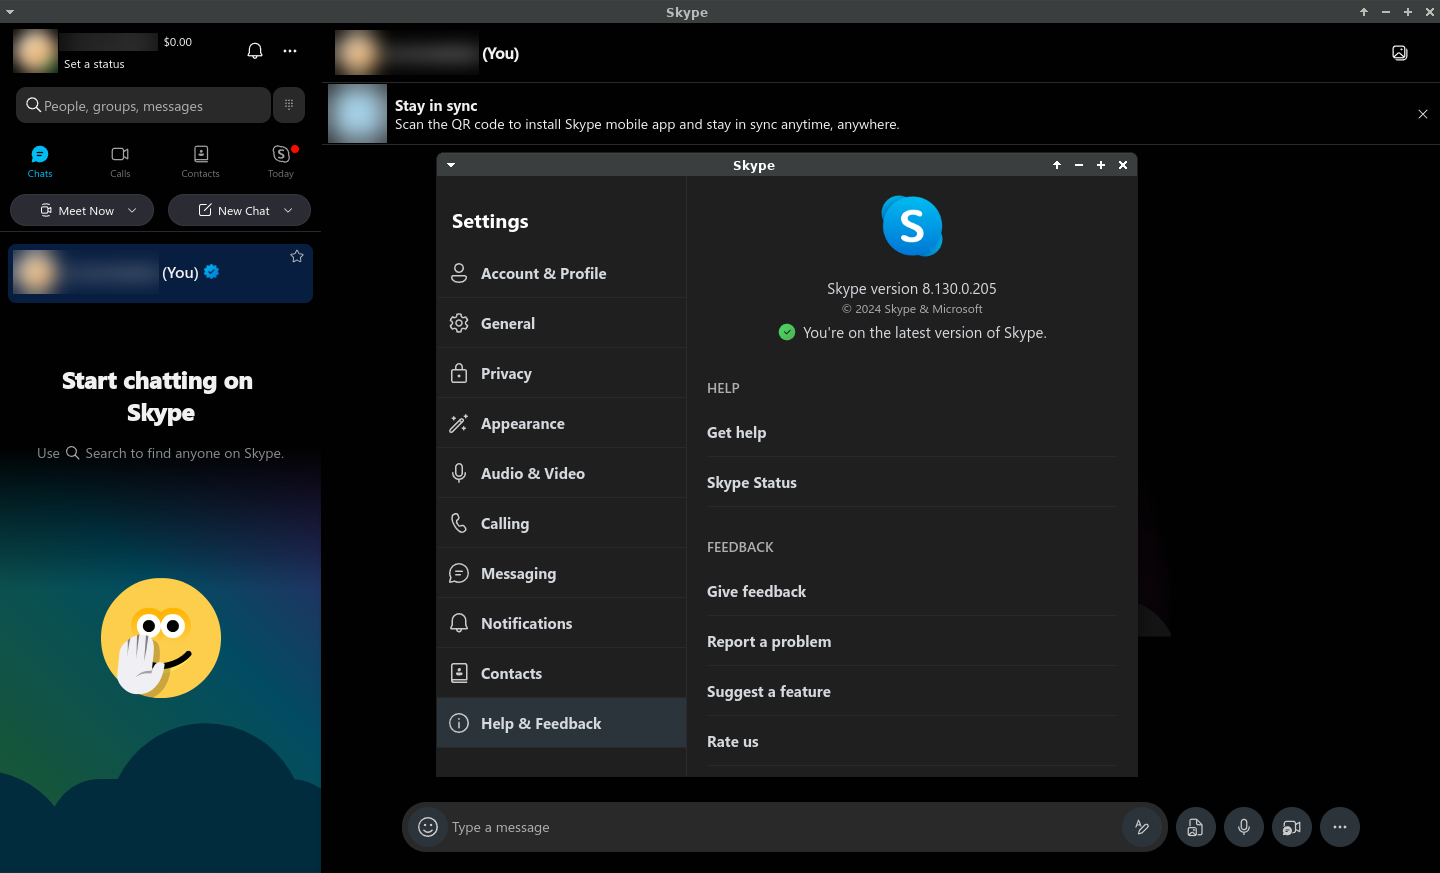 Skype
$0.00
Set a status
People, groups, messages
Chats
Calls
Contacts
Today
Meet Now
New Chat
(You)
Start chatting on
Skype
Use Search to find anyone on Skype.
(You)
Stay in sync
Scan the QR code to install Skype mobile app and stay in sync anytime, anywhere.
Skype
Settings
Account & Profile
General
Privacy
Appearance
Audio & Video
Calling
Messaging
Notifications
Contacts
Help & Feedback
S
Skype version 8.130.0.205
© 2024 Skype & Microsoft
You're on the latest version of Skype.
HELP
Get help
Skype Status
FEEDBACK
Give feedback
Report a problem
Suggest a feature
Rate us
Type a message